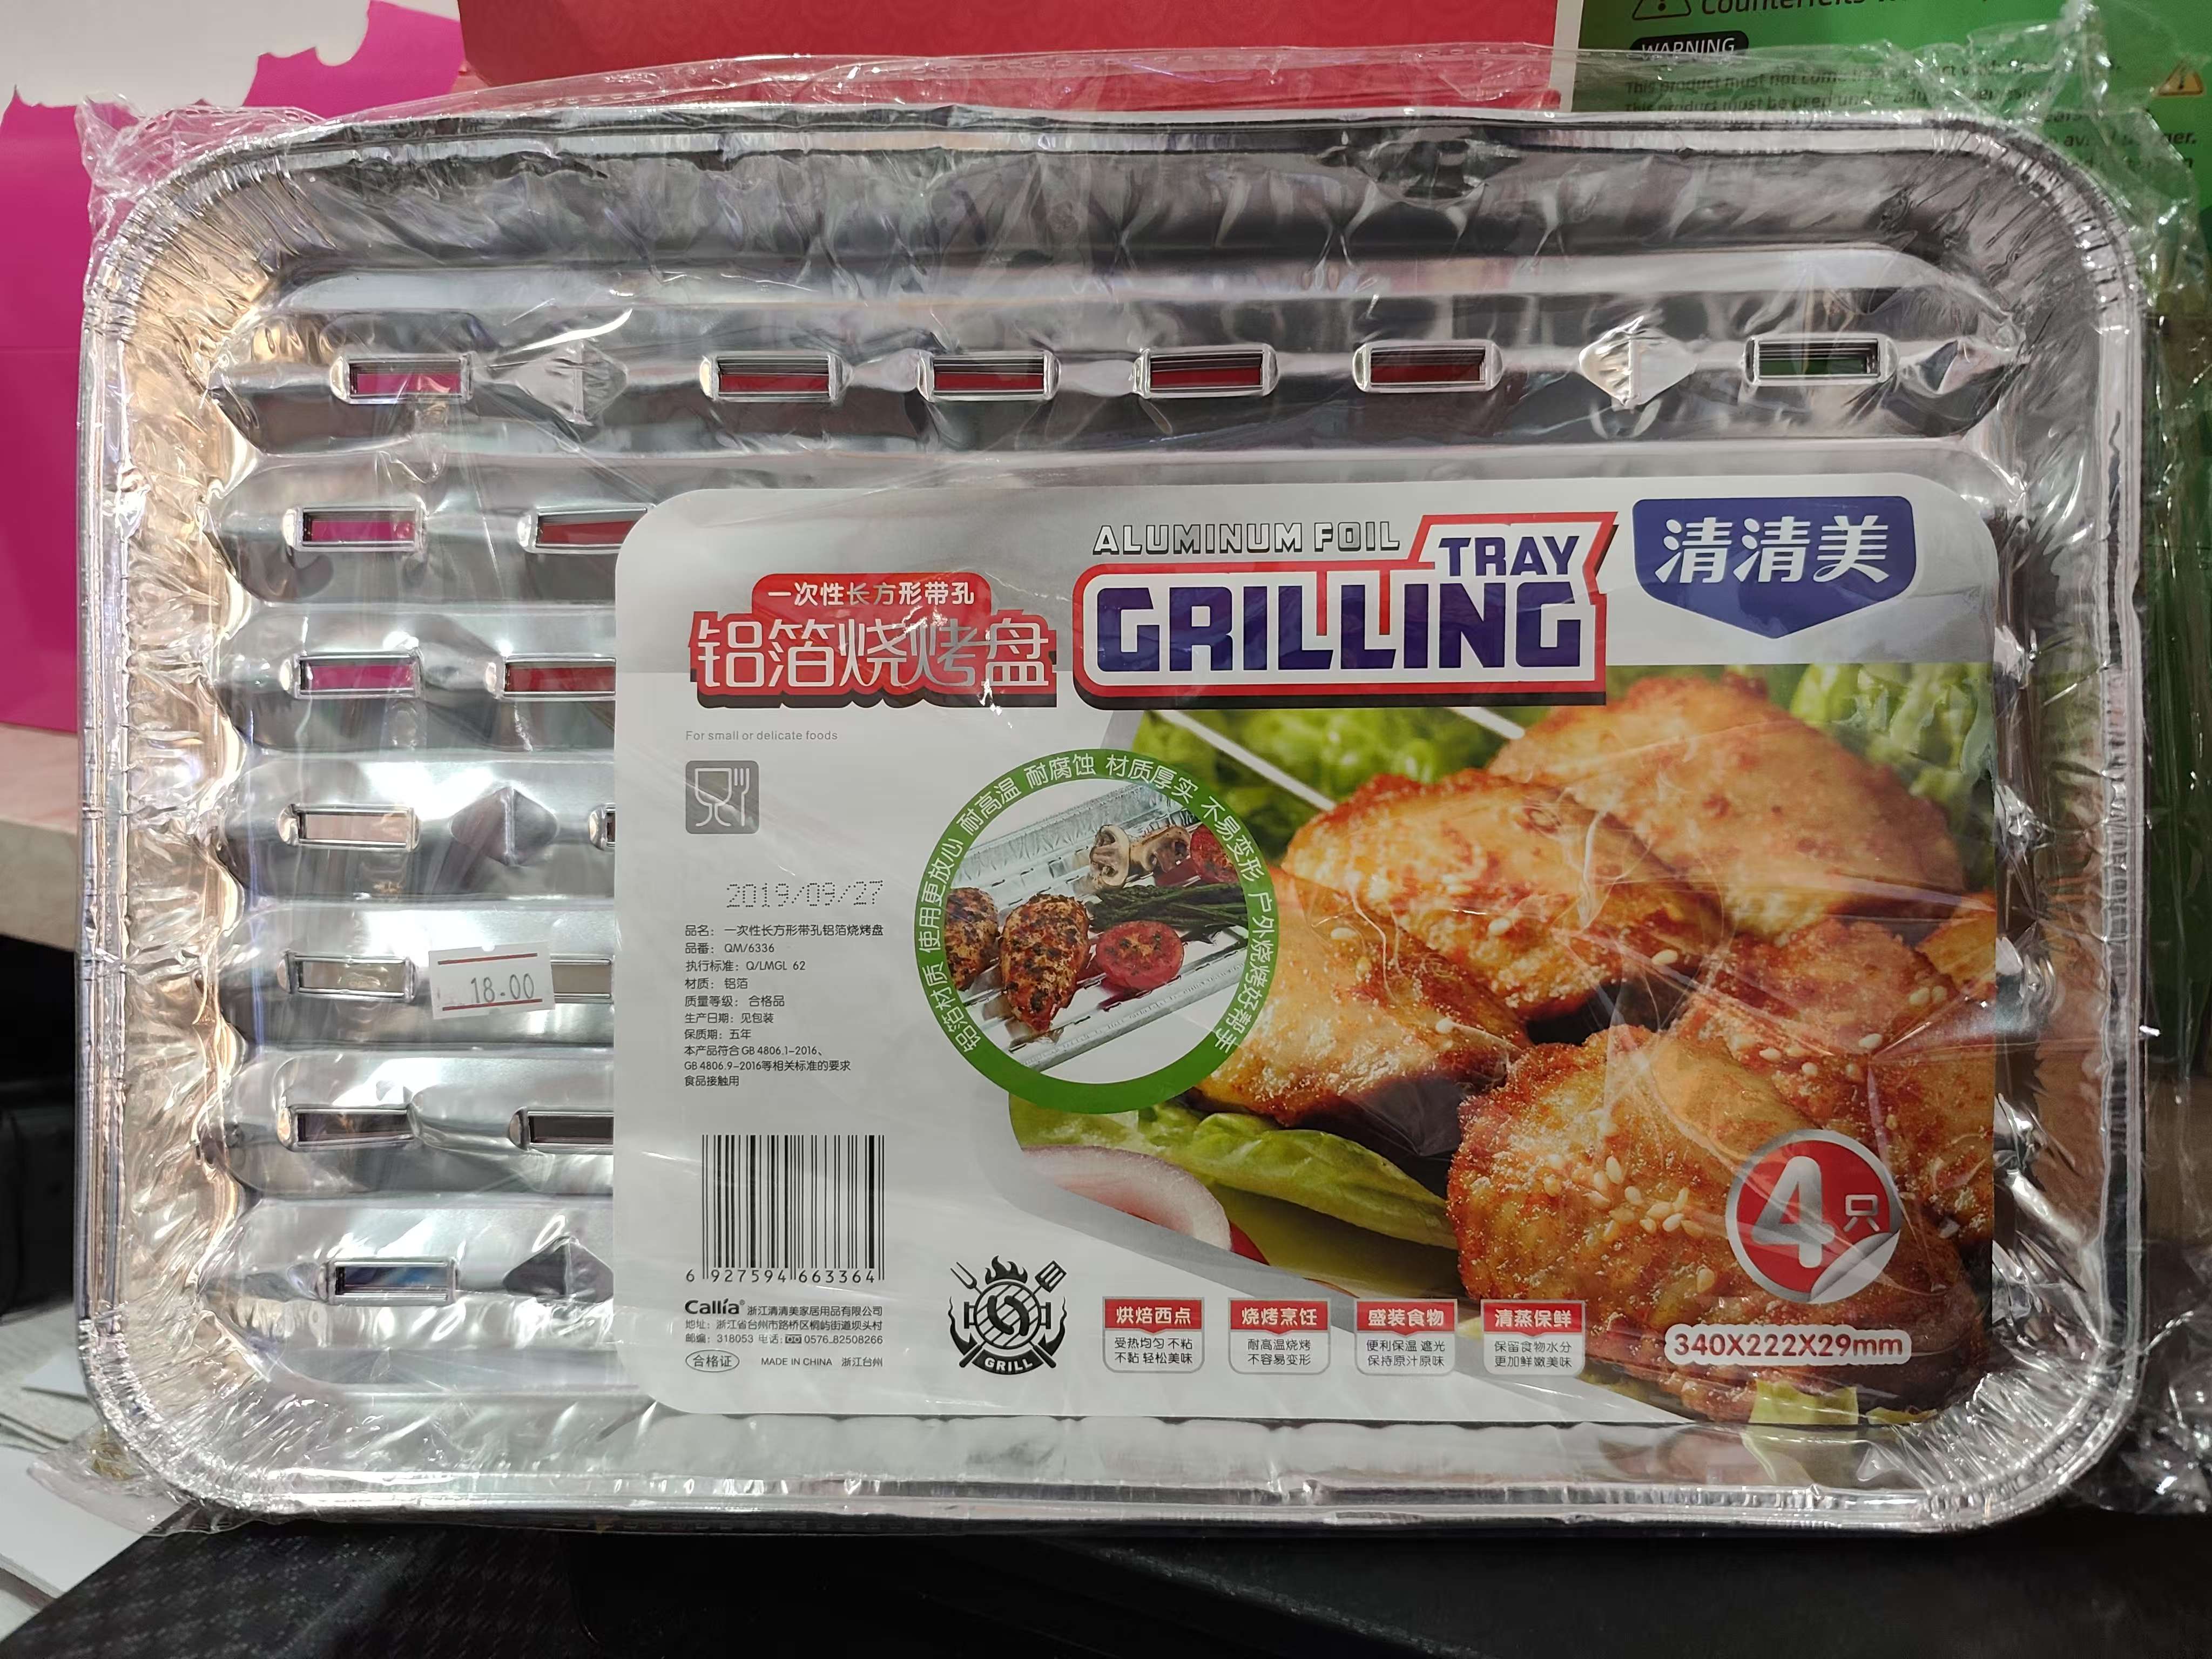 WARNING
This product must not come
This product must be
ALUMINUM FOIL
TRAY
GRILLING
清清美
一次性长方形带孔
铝箔烧烤盘
For small or delicate foods
铝箔材质 使用更放心 耐高温 耐腐蚀 材质厚实 不易变形 户外烧烤好帮手
2019/09/27
品名: 一次性长方形带孔铝箔烧烤盘
品番: QM/6336
执行标准: Q/LMGL 62
材质: 铝箔
质量等级: 合格品
生产日期: 见包装
保质期: 五年
本产品符合GB 4806.1-2016、
GB 4806.9-2016等相关标准的要求
食品接触用
18.00
6 927594 663364
Callia® 浙江清清美家居用品有限公司
地址: 浙江省台州市路桥区桐屿街道坝头村
邮编: 318053 电话: 0576-82508266
合格证 MADE IN CHINA 浙江台州
GRILL
烘焙西点
受热均匀 不粘
不黏 轻松美味
烧烤烹饪
耐高温烧烤
不容易变形
盛装食物
便利保温 遮光
保持原汁原味
清蒸保鲜
保留食物水分
更加鲜嫩美味
4只
340X222X29mm